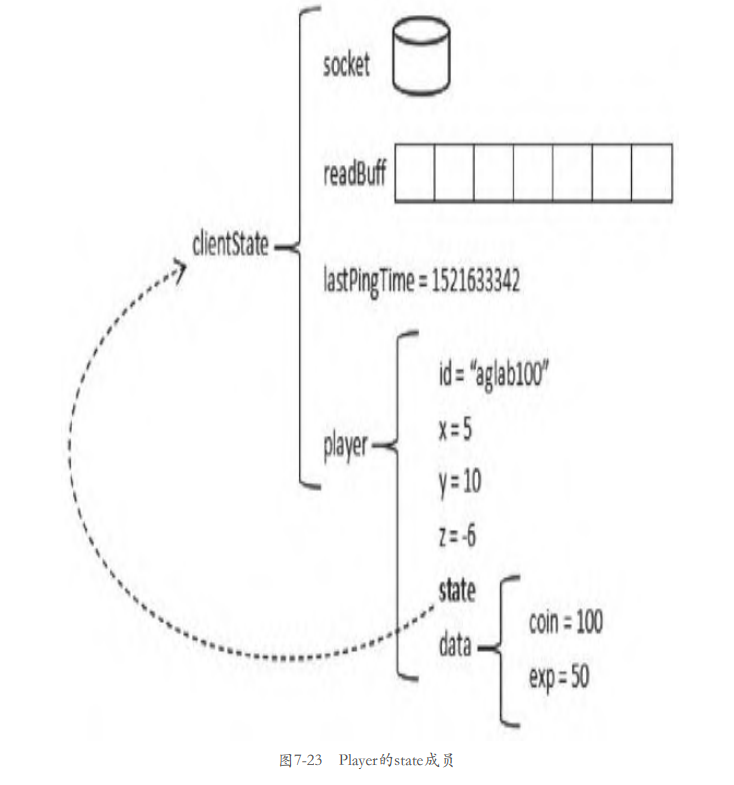 socket
readBuff
clientState
lastPingTime = 1521633342
id = “aglab100”
x = 5
player
y = 10
z = -6
state
coin = 100
data
exp = 50
图7-23 Player的state成员